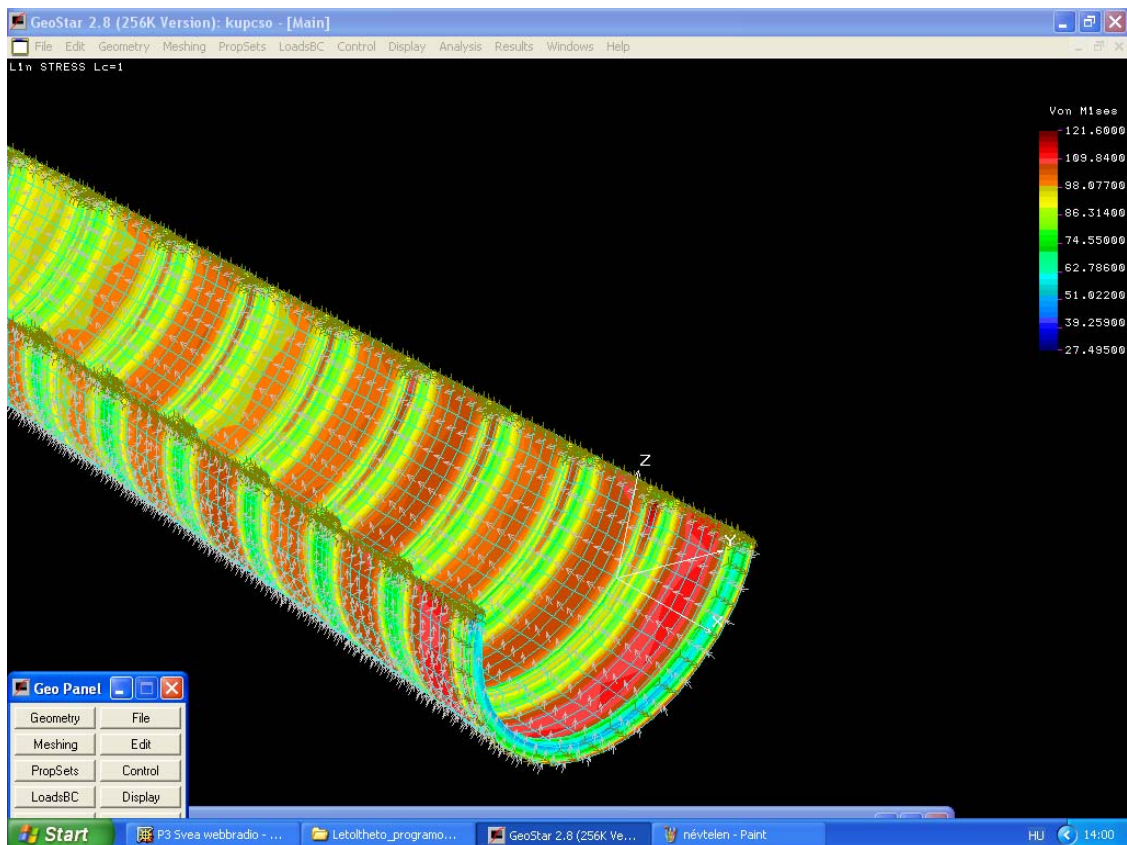 GeoStar 2.8 (256K Version): kupcso - [Main]
File Edit Geometry Meshing PropSets LoadsBC Control Display Analysis Results Windows Help
L1n STRESS Lc=1
Von M1ses
121.6000
109.8400
98.07700
86.31400
74.55000
62.78600
51.02200
39.25900
27.49500
Z
Y
X
Geo Panel
Geometry File
Meshing Edit
PropSets Control
LoadsBC Display
Start P3 Svea webbradio - ... Letoltheto_programo... GeoStar 2.8 (256K Ve... névtelen - Paint HU 14:00